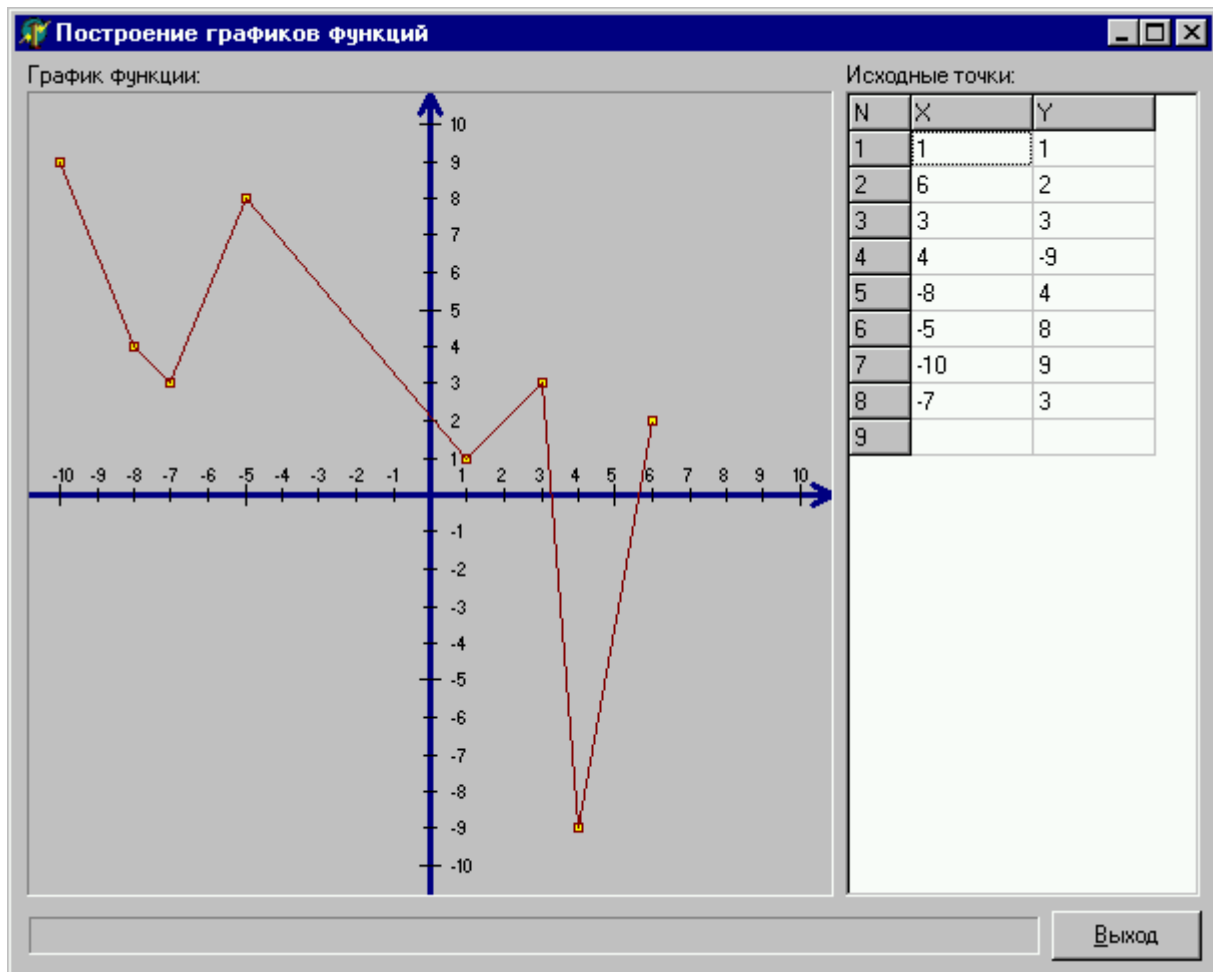 Построение графиков функций
График функции:
Исходные точки:
N X Y
1 1 1
2 6 2
3 3 3
4 4 -9
5 -8 4
6 -5 8
7 -10 9
8 -7 3
9
10
9
8
7
6
5
4
3
2
1
-10 -9 -8 -7 -6 -5 -4 -3 -2 -1 1 2 3 4 5 6 7 8 9 10
-1
-2
-3
-4
-5
-6
-7
-8
-9
-10
Выход